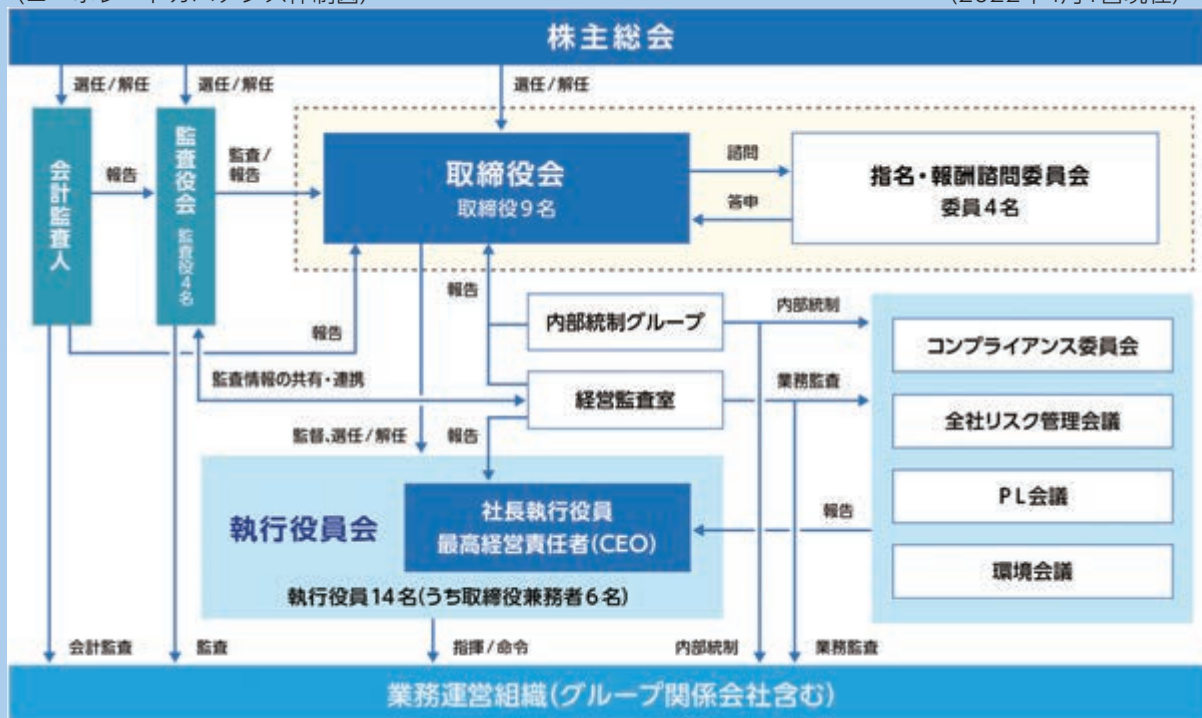 株主総会
選任/解任
選任/解任
選任/解任
会計監査人
報告
監査役会 監査役4名
監査/
報告
取締役会
取締役9名
諮問
答申
指名・報酬諮問委員会
委員4名
報告
報告
内部統制グループ
内部統制
監査情報の共有・連携
経営監査室
業務監査
コンプライアンス委員会
全社リスク管理会議
PL会議
環境会議
監督、選任/解任
報告
執行役員会
社長執行役員
最高経営責任者(CEO)
報告
執行役員14名(うち取締役兼務者6名)
会計監査
監査
指揮/命令
内部統制
業務監査
業務運営組織(グループ関係会社含む)